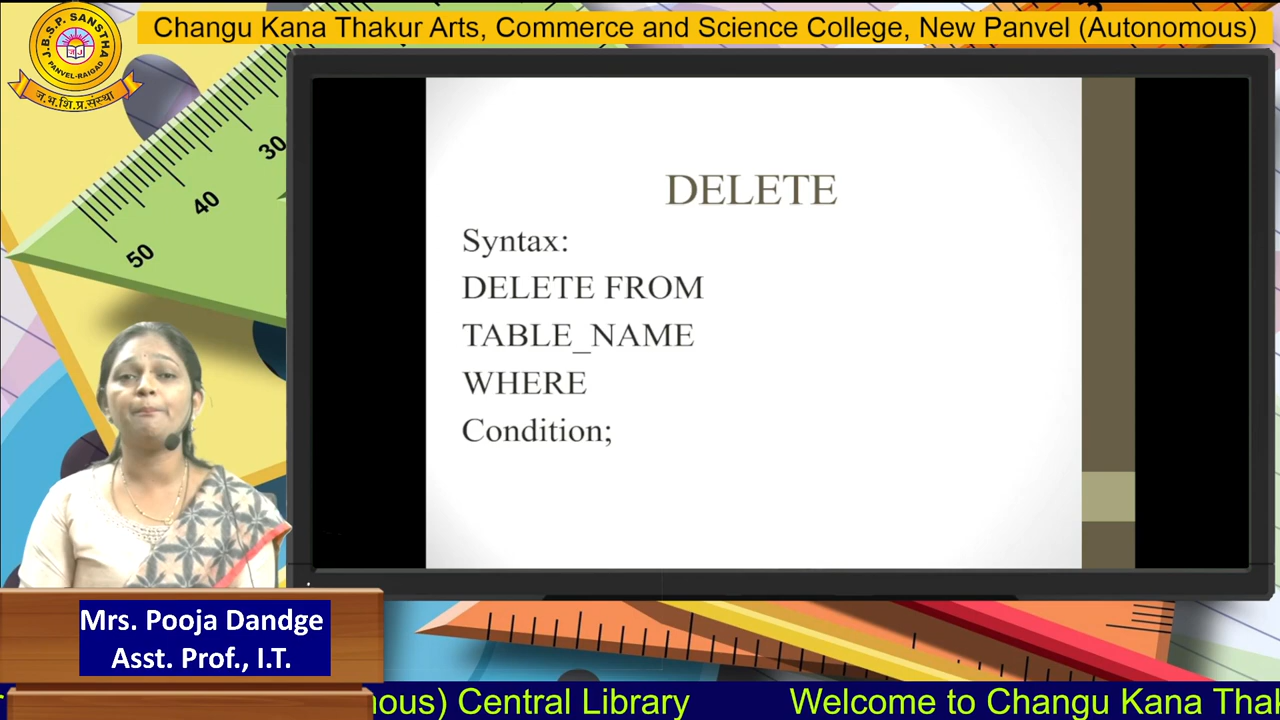 Changu Kana Thakur Arts, Commerce and Science College, New Panvel (Autonomous)
J.B.S.P. SANSTHA
PANVEL-RAIGAD
ज.भ.शि.प्र.संस्था
30
40
50
DELETE
Syntax:
DELETE FROM
TABLE_NAME
WHERE
Condition;
Mrs. Pooja Dandge
Asst. Prof., I.T.
nous) Central Library Welcome to Changu Kana Thak